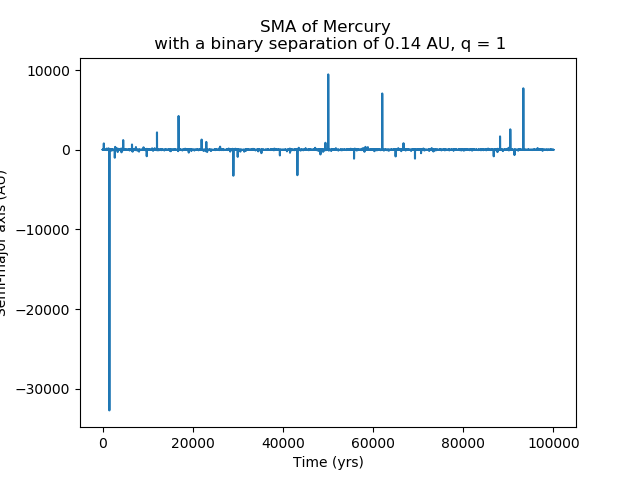 SMA of Mercury
with a binary separation of 0.14 AU, q = 1
10000
0
−10000
−20000
−30000
Semi-major axis (AU)
0
20000
40000
60000
80000
100000
Time (yrs)